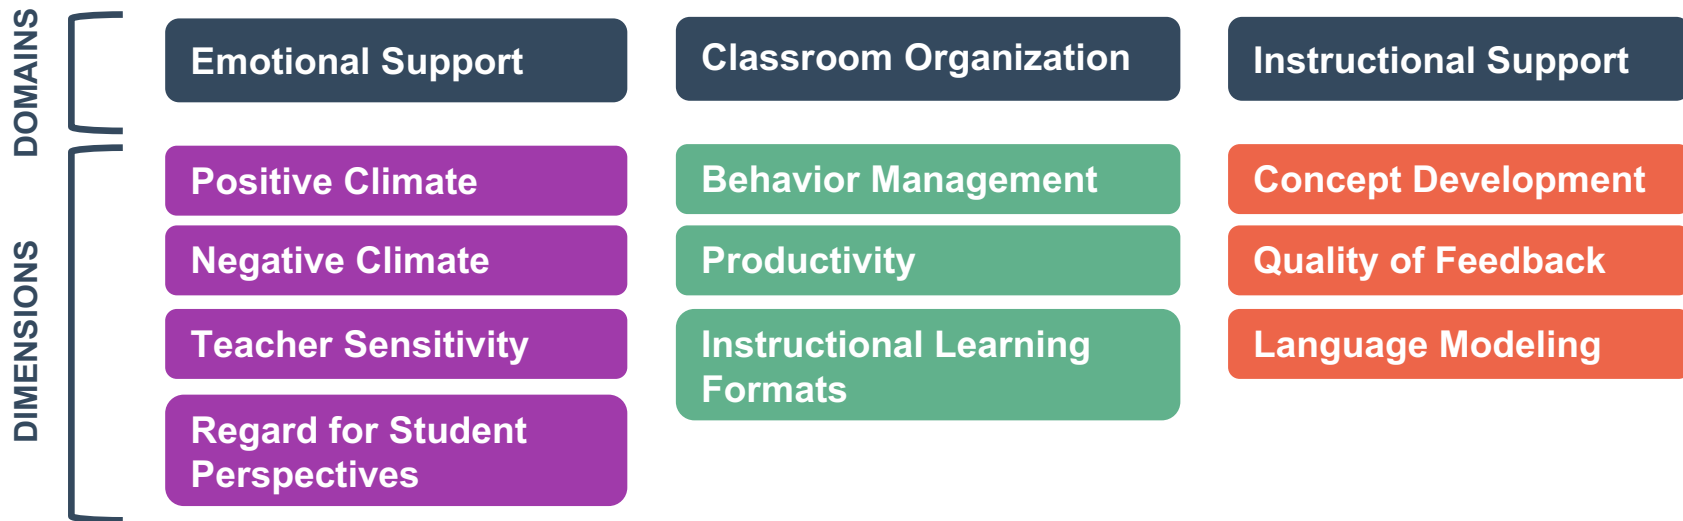 DOMAINS
Emotional Support
Classroom Organization
Instructional Support
DIMENSIONS
Positive Climate
Negative Climate
Teacher Sensitivity
Regard for Student
Perspectives
Behavior Management
Productivity
Instructional Learning
Formats
Concept Development
Quality of Feedback
Language Modeling